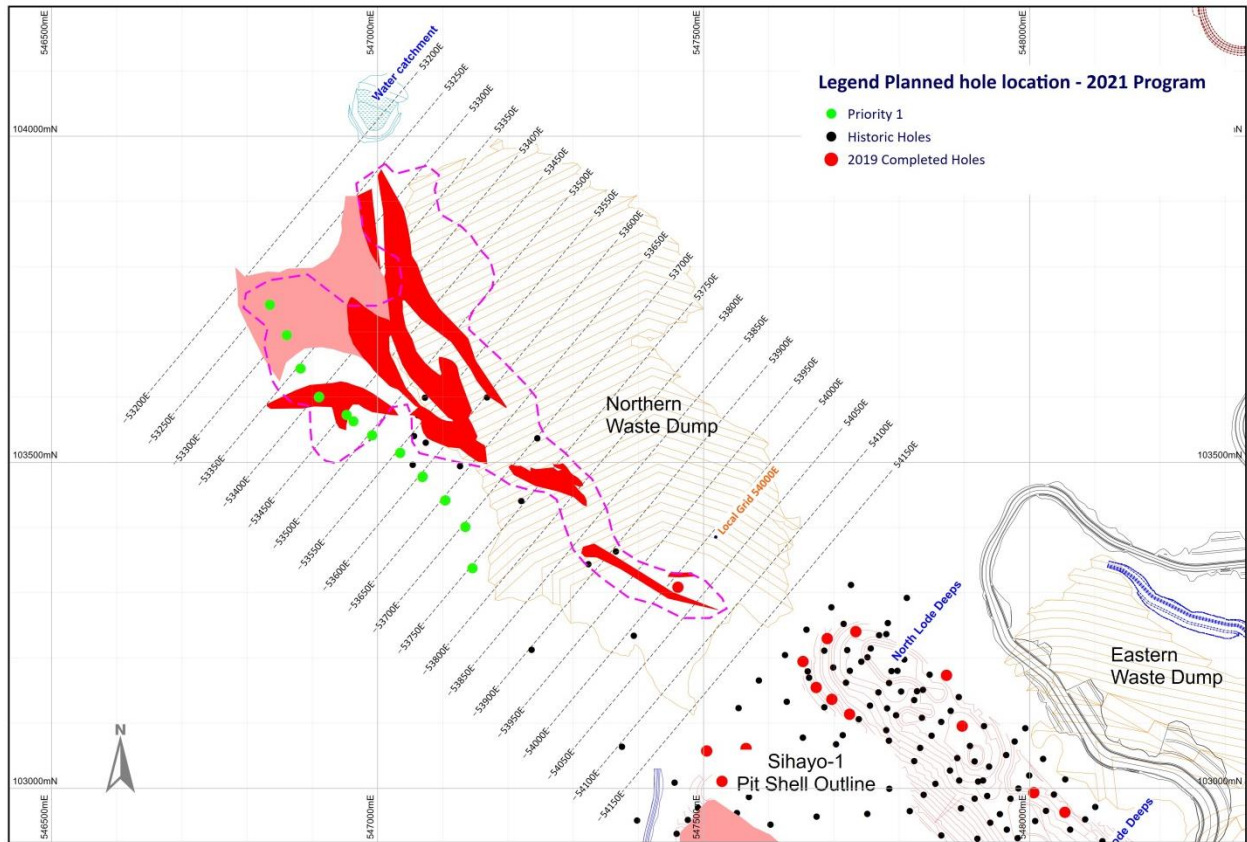 546500mE
547000mE
547500mE
548000mE
Water catchment
53200E
53250E
53300E
53350E
53400E
53450E
53500E
53550E
53600E
53650E
53700E
53750E
53800E
53850E
53900E
53950E
54000E
54050E
54100E
54150E
Legend Planned hole location - 2021 Program
Priority 1
Historic Holes
2019 Completed Holes
104000mN
N
Northern
Waste Dump
103500mN
103500mN
Local Grid 54000E
-53200E
-53250E
-53300E
-53350E
-53400E
-53450E
-53500E
-53550E
-53600E
-53650E
-53700E
-53750E
-53800E
-53850E
-53900E
-53950E
-54000E
-54050E
-54100E
-54150E
North Lode Deeps
Eastern
Waste Dump
N
Sihayo-1
Pit Shell Outline
103000mN
103000mN
546500mE
547000mE
547500mE
548000mE
Lode Deeps